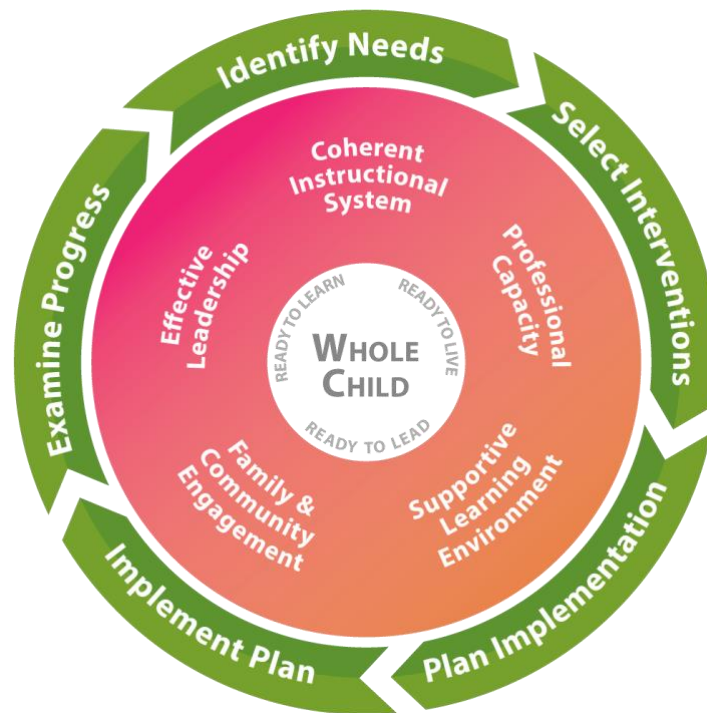 Identify Needs
Select Interventions
Plan Implementation
Implement Plan
Examine Progress
Coherent
Instructional
System
Professional
Capacity
Supportive
Learning
Environment
Family &
Community
Engagement
Effective
Leadership
READY TO LEARN
READY TO LIVE
READY TO LEAD
WHOLE
CHILD